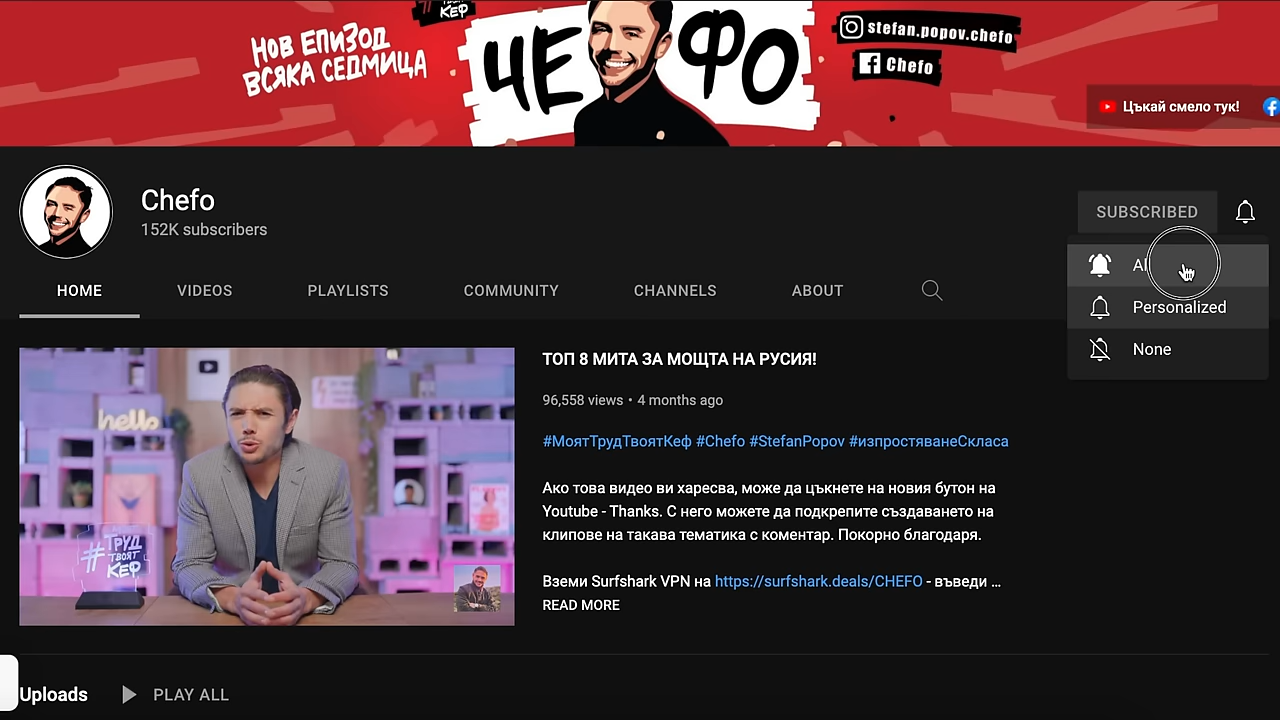 НОВ ЕПИЗОД
ВСЯКА СЕДМИЦА
КЕФ
ЧЕФО
stefan.popov.chefo
Chefo
Цъкай смело тук!
Chefo
152K subscribers
SUBSCRIBED
All
Personalized
None
HOME VIDEOS PLAYLISTS COMMUNITY CHANNELS ABOUT
hello
#ТРУД
ТВОЯТ
КЕФ
ТОП 8 МИТА ЗА МОЩТА НА РУСИЯ!
96,558 views • 4 months ago
#МоятТрудТвоятКеф #Chefo #StefanPopov #изпростяванеСкласа
Ако това видео ви харесва, може да цъкнете на новия бутон на
Youtube - Thanks. С него можете да подкрепите създаването на
клипове на такава тематика с коментар. Покорно благодаря.
Вземи Surfshark VPN на https://surfshark.deals/CHEFO - въведи ...
READ MORE
Uploads PLAY ALL